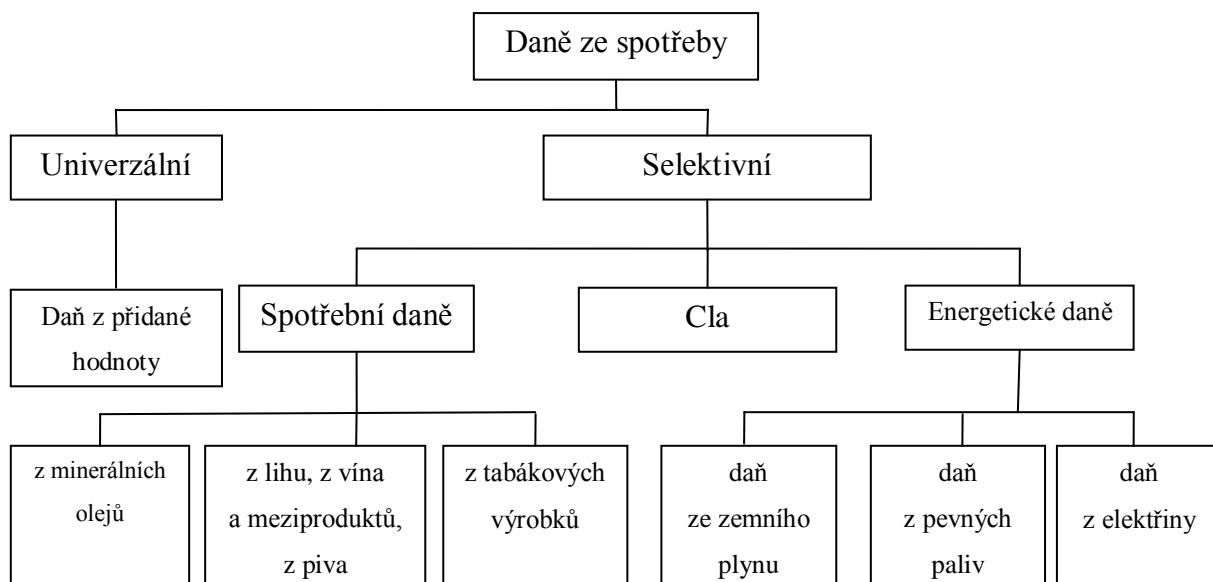 Daně ze spotřeby
Univerzální
Selektivní
Daň z přidané
hodnoty
Spotřební daně
Cla
Energetické daně
z minerálních
olejů
z lihu, z vína
a meziproduktů,
z piva
z tabákových
výrobků
daň
ze zemního
plynu
daň
z pevných
paliv
daň
z elektřiny